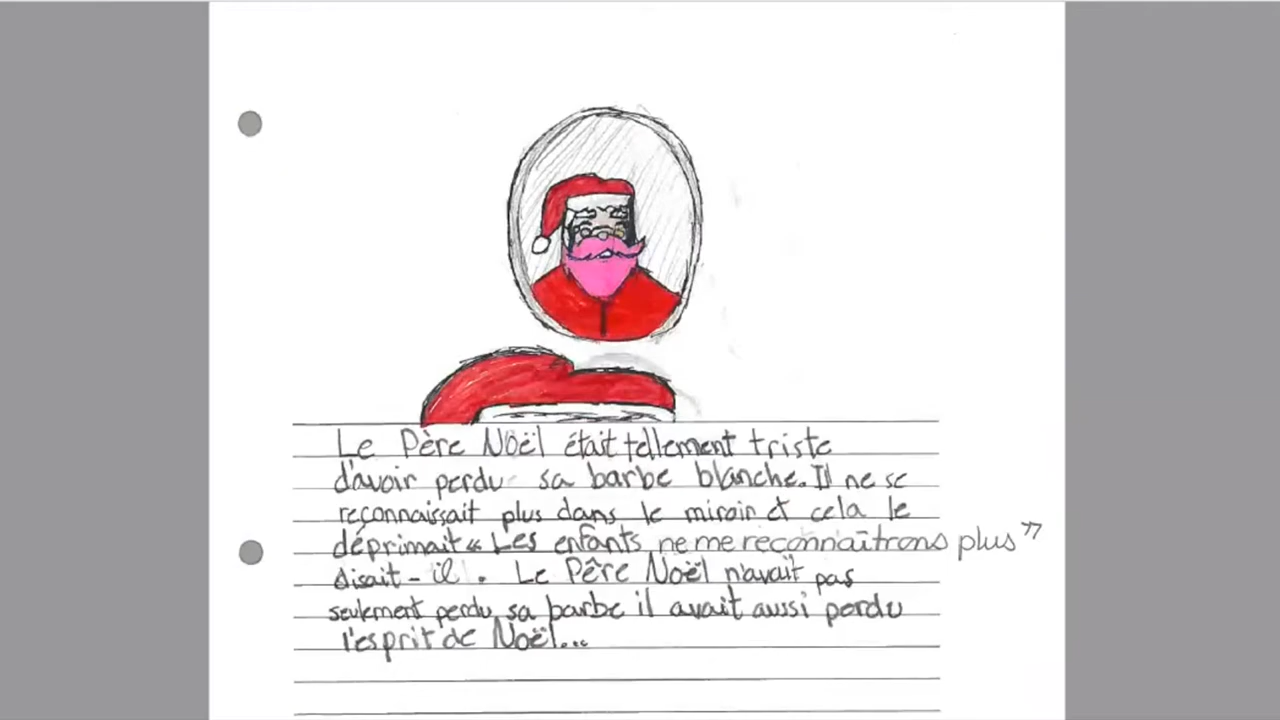 Le Père Noël était tellement triste
d'avoir perdu sa barbe blanche. Il ne se
reconnaissait plus dans le miroir et cela le
déprimait « Les enfants ne me reconnaîtrons plus »
disait-il. Le Pêre Noël n'avait pas
seulement perdu sa barbe il avait aussi perdu
l'esprit de Noël...